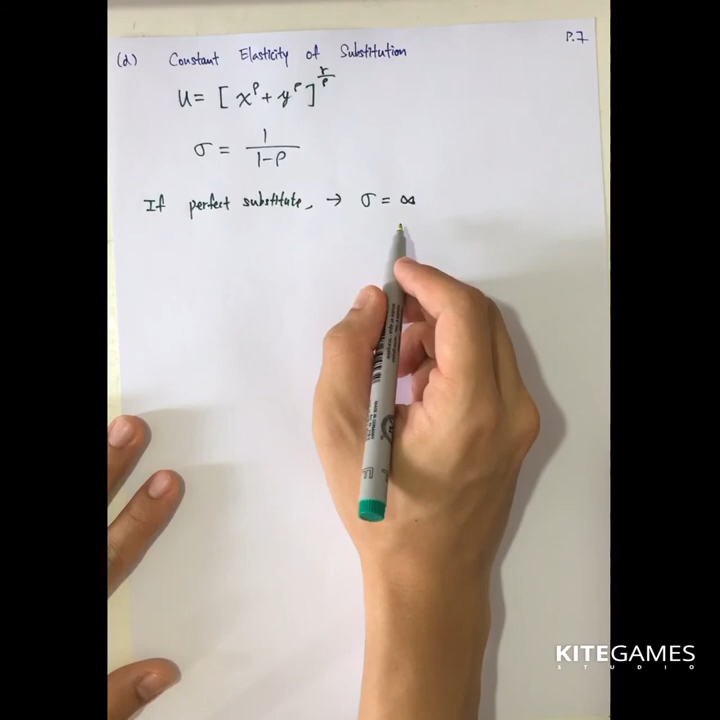 P.7
(d) Constant Elasticity of Substitution
U = [ x^ρ + y^ρ ]^(γ/ρ)
σ = 1/(1-ρ)
If perfect substitute, → σ = ∞
KITEGAMES
STUDIO